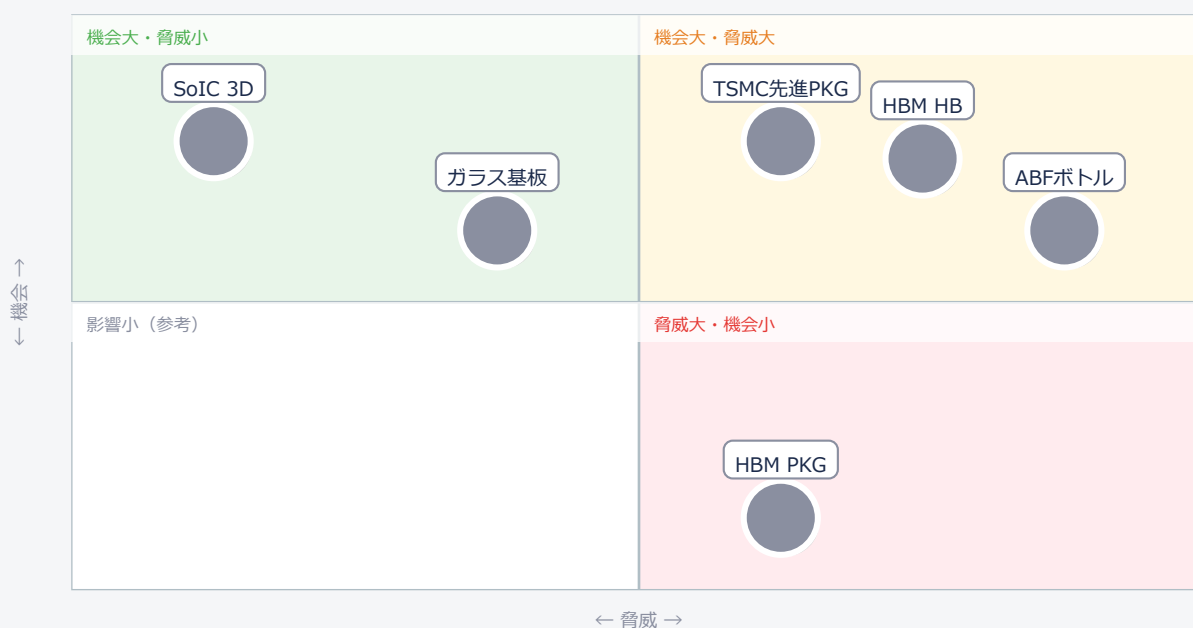 機会大・脅威小
機会大・脅威大
SoIC 3D
TSMC先進PKG
HBM HB
ガラス基板
ABFボトル
← 機会 →
影響小（参考）
脅威大・機会小
HBM PKG
← 脅威 →